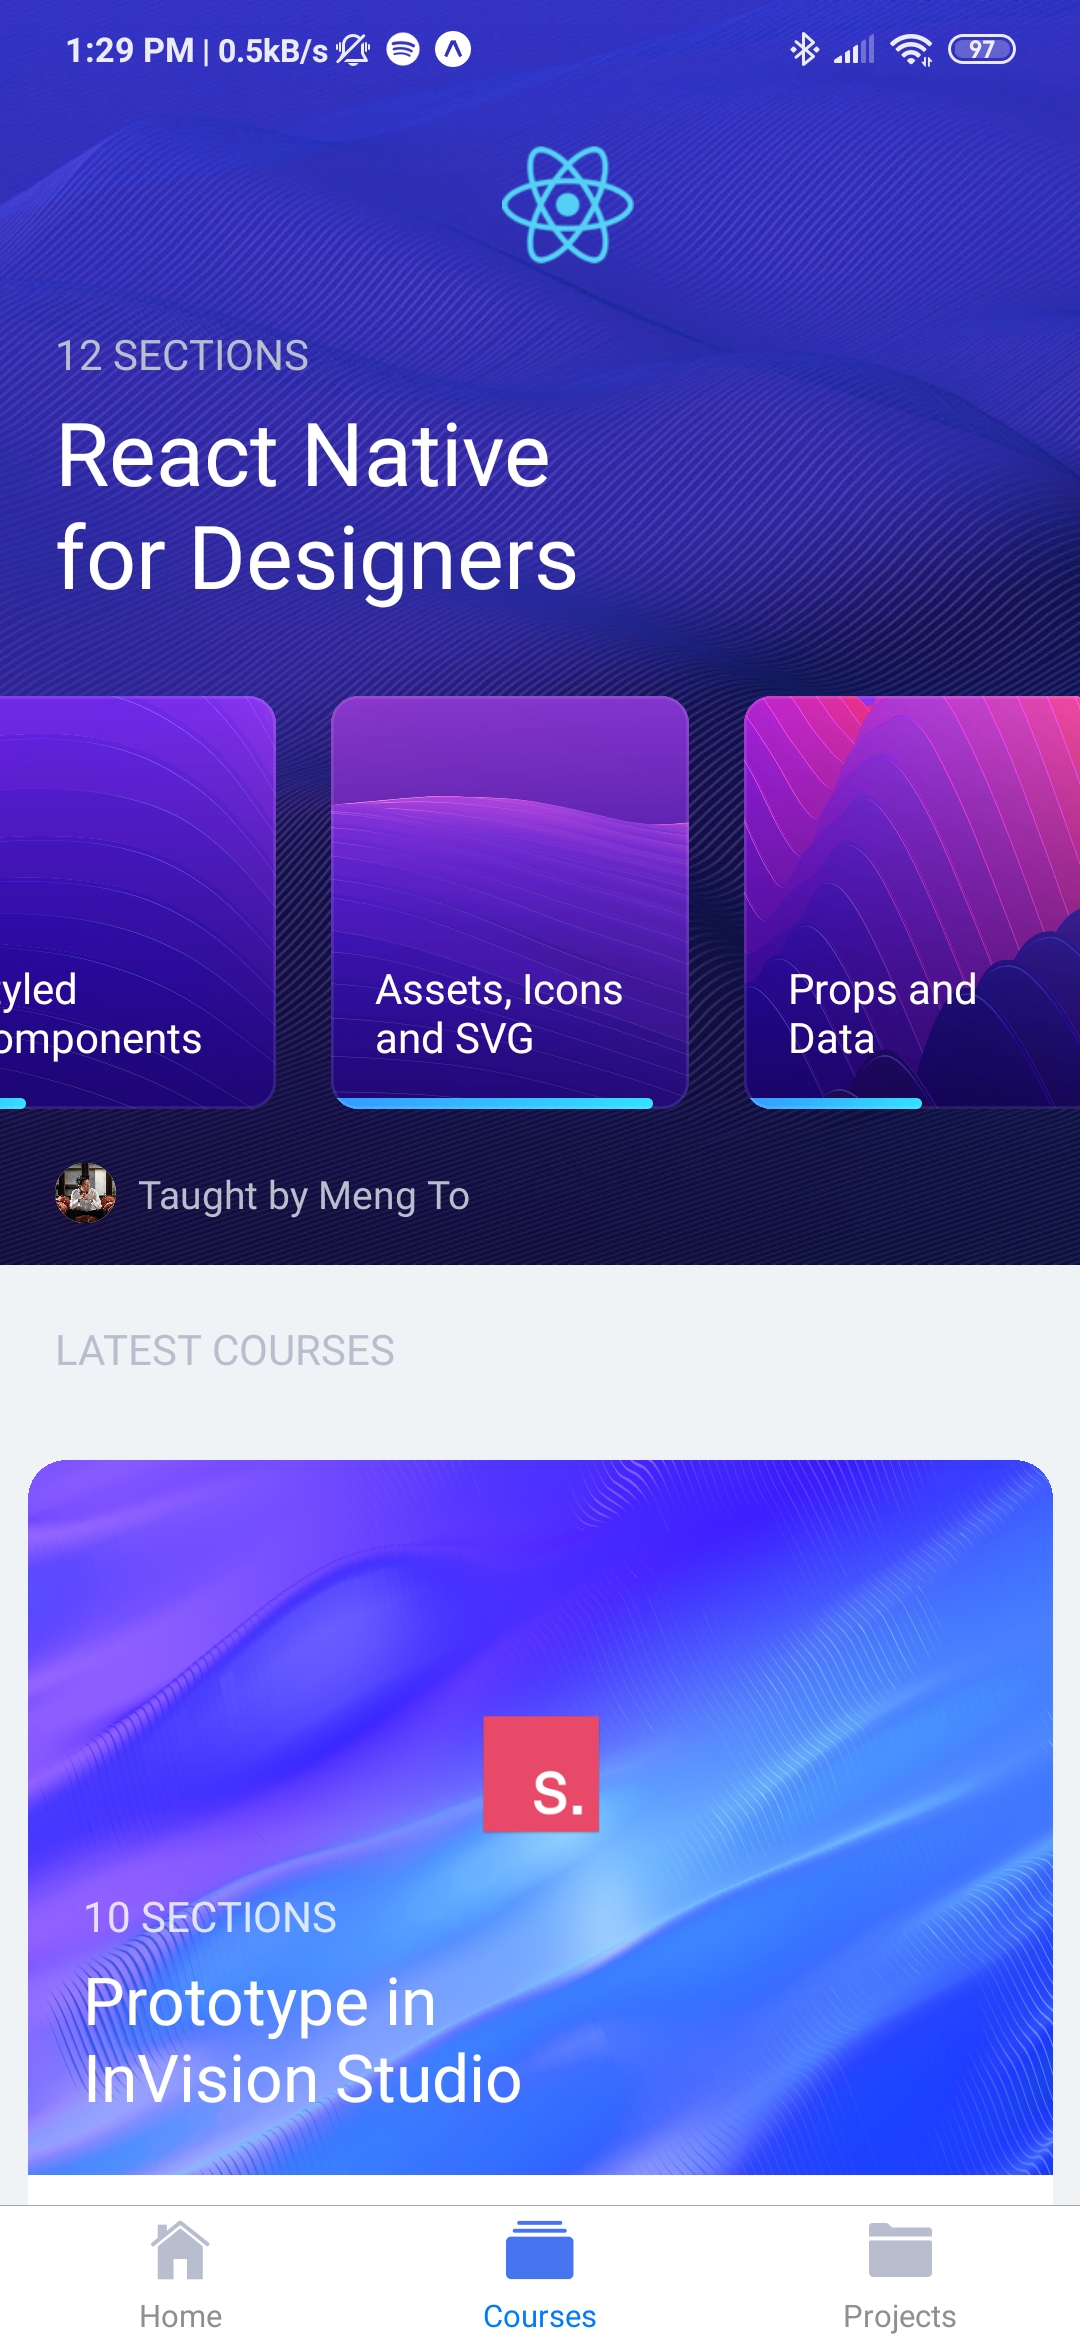 1:29 PM | 0.5kB/s
97
12 SECTIONS
React Native
for Designers
tyled
omponents
Assets, Icons
and SVG
Props and
Data
Taught by Meng To
LATEST COURSES
S.
10 SECTIONS
Prototype in
InVision Studio
Home
Courses
Projects